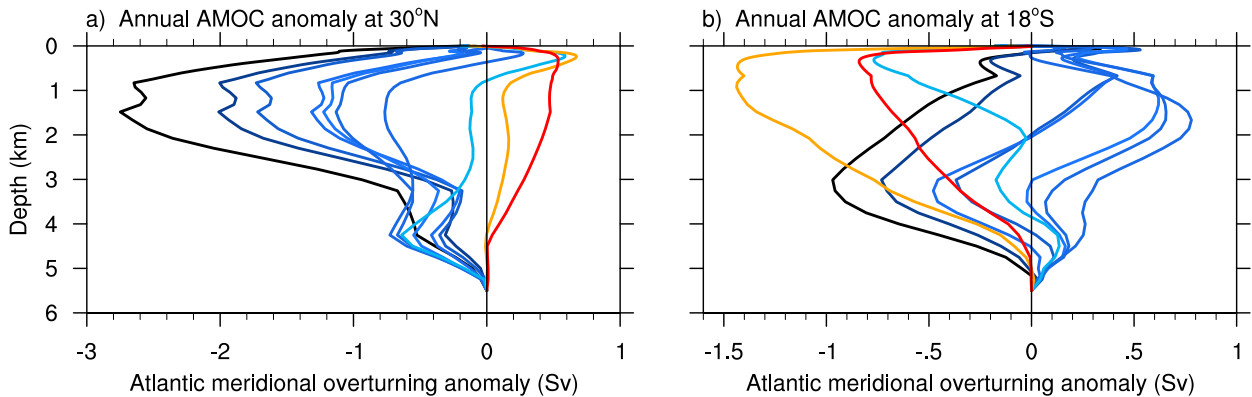 a) Annual AMOC anomaly at 30°N
b) Annual AMOC anomaly at 18°S
0
1
2
3
4
5
6
Depth (km)
-3 -2 -1 0 1
-1.5 -1 -.5 0 .5 1
Atlantic meridional overturning anomaly (Sv)
Atlantic meridional overturning anomaly (Sv)